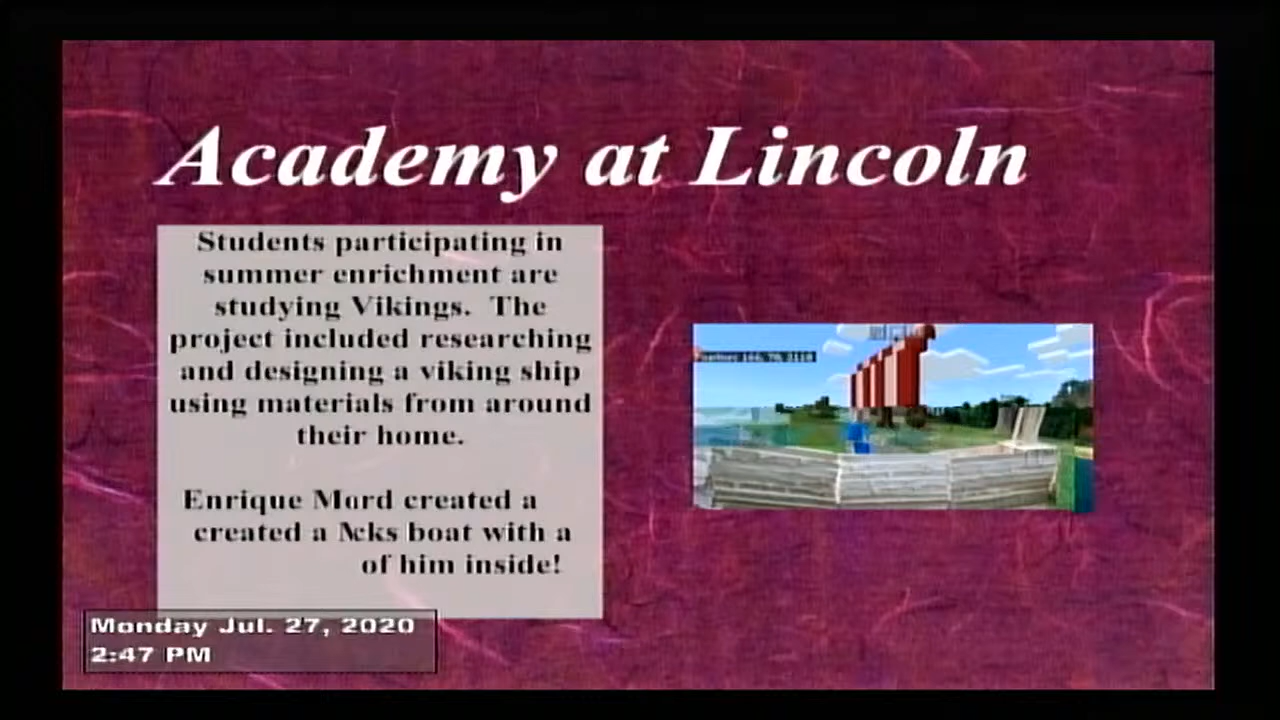 Academy at Lincoln
Students participating in
summer enrichment are
studying Vikings. The
project included researching
and designing a viking ship
using materials from around
their home.
Enrique created a
created a boat with a
of him inside!
Monday Jul. 27, 2020
2:47 PM